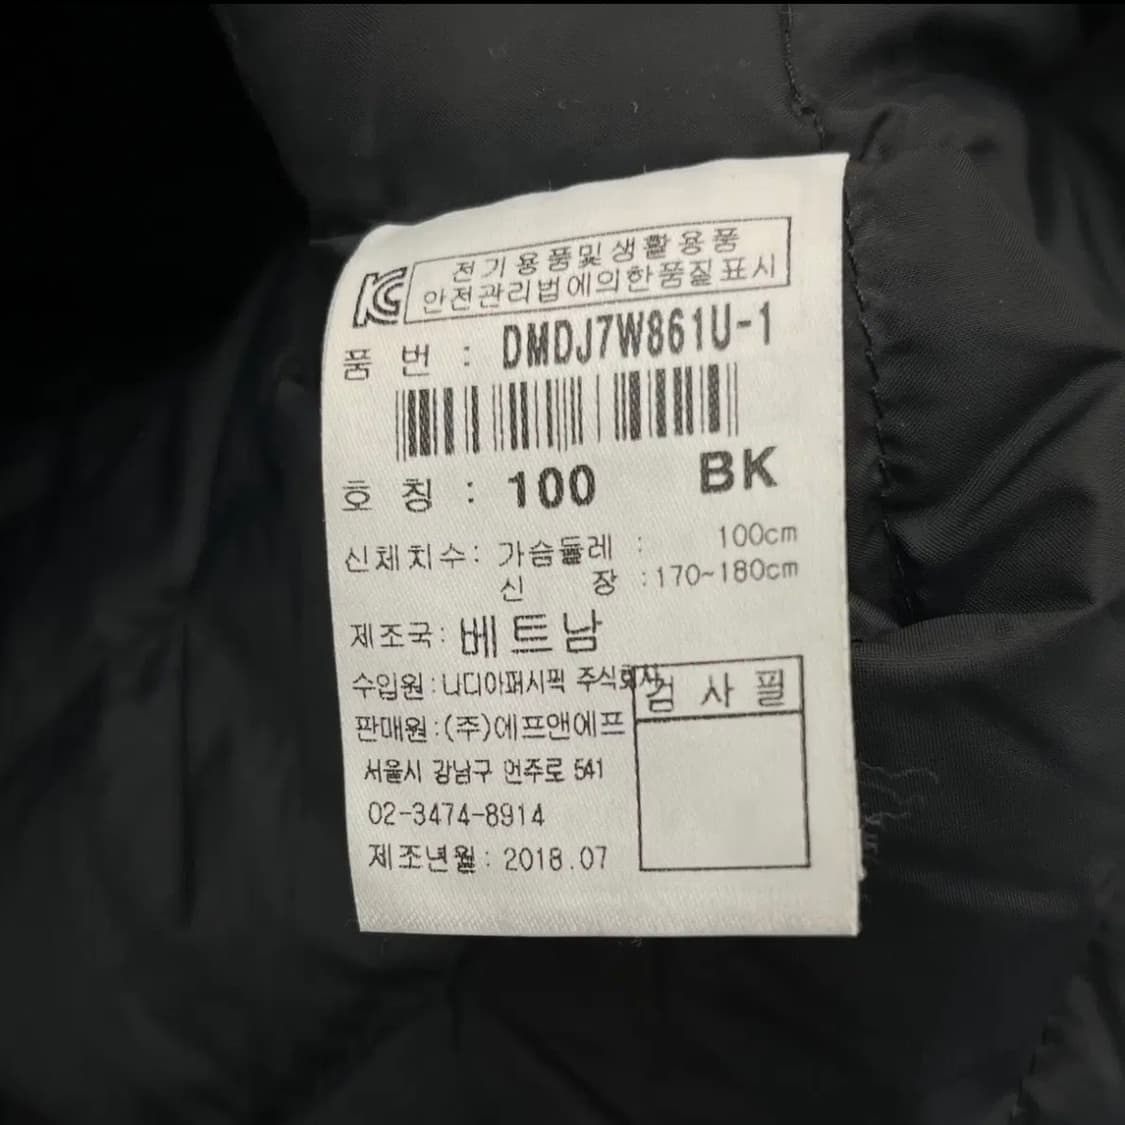 KC
전기용품및생활용품
안전관리법에의한품질표시
품 번 : DMDJ7W861U-1
호 칭 : 100 BK
신체치수: 가슴둘레 : 100cm
신 장 :170~180cm
제조국: 베트남
수입원:나디아퍼시픽 주식회사
검 사 필
판매원:(주)에프앤에프
서울시 강남구 언주로 541
02-3474-8914
제조년월: 2018.07